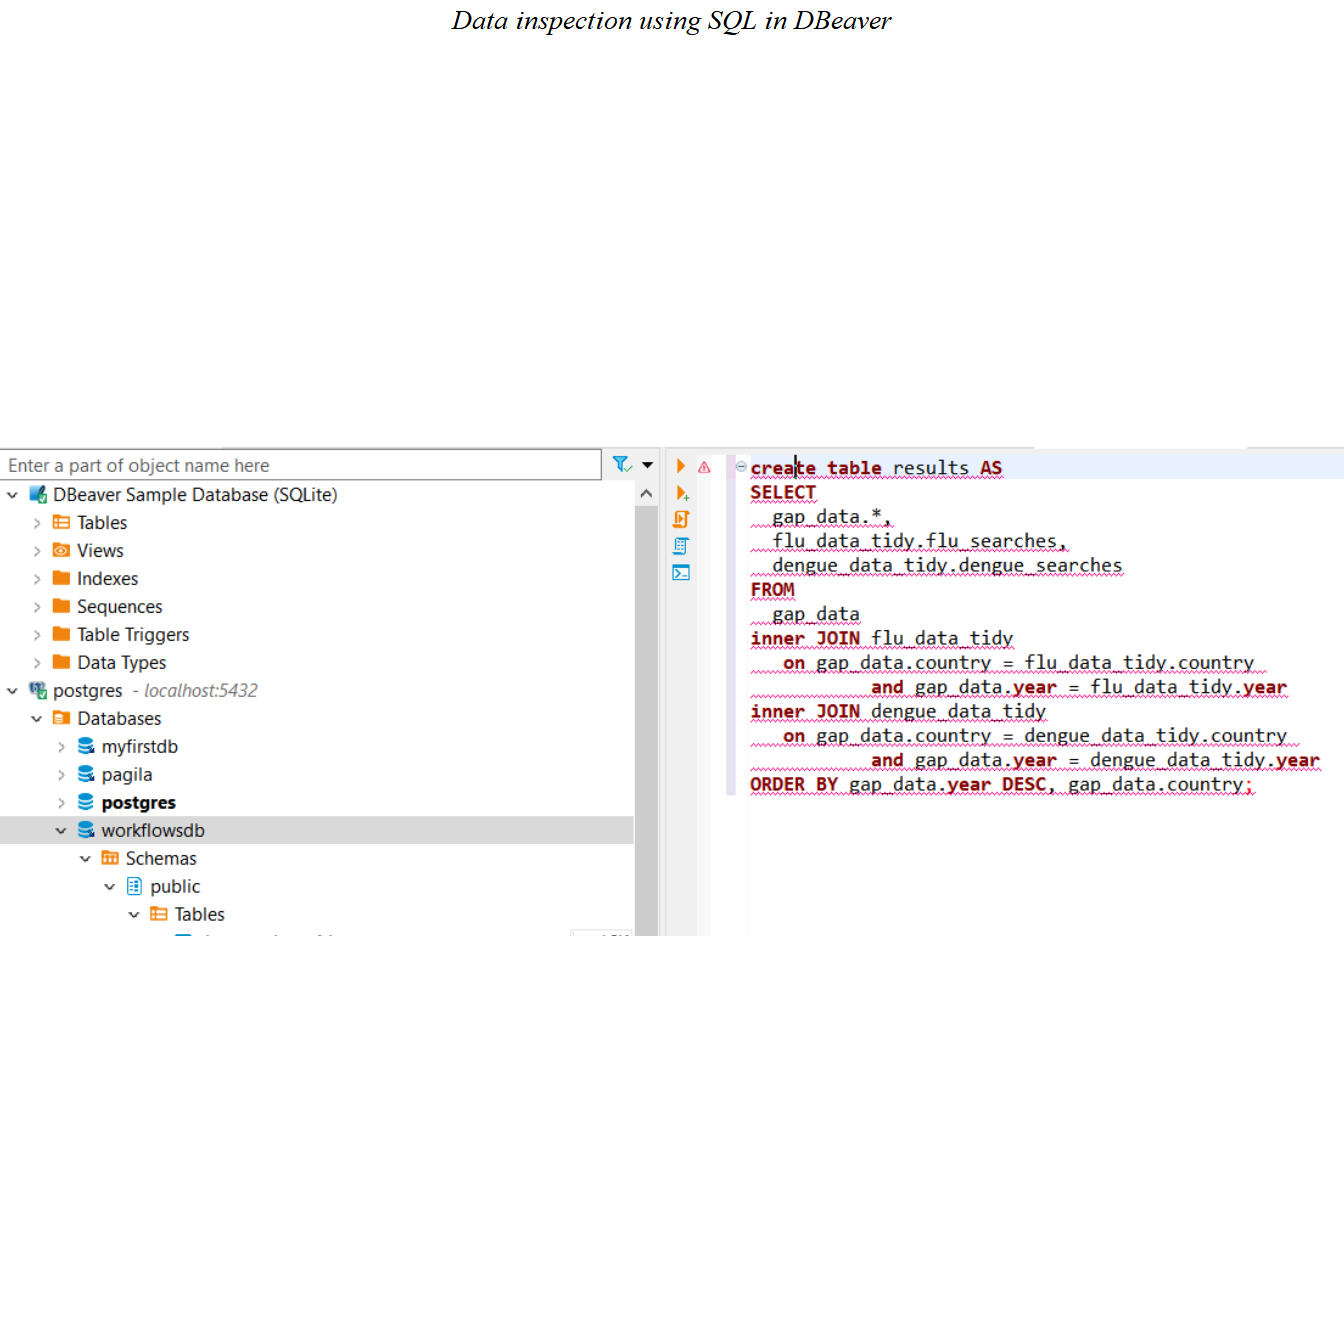 Data inspection using SQL in DBeaver
Enter a part of object name here
DBeaver Sample Database (SQLite)
Tables
Views
Indexes
Sequences
Table Triggers
Data Types
postgres - localhost:5432
Databases
myfirstdb
pagila
postgres
workflowsdb
Schemas
public
Tables
create table results AS
SELECT
gap_data.*,
flu_data_tidy.flu_searches,
dengue_data_tidy.dengue_searches
FROM
gap_data
inner JOIN flu_data_tidy
on gap_data.country = flu_data_tidy.country
and gap_data.year = flu_data_tidy.year
inner JOIN dengue_data_tidy
on gap_data.country = dengue_data_tidy.country
and gap_data.year = dengue_data_tidy.year
ORDER BY gap_data.year DESC, gap_data.country;